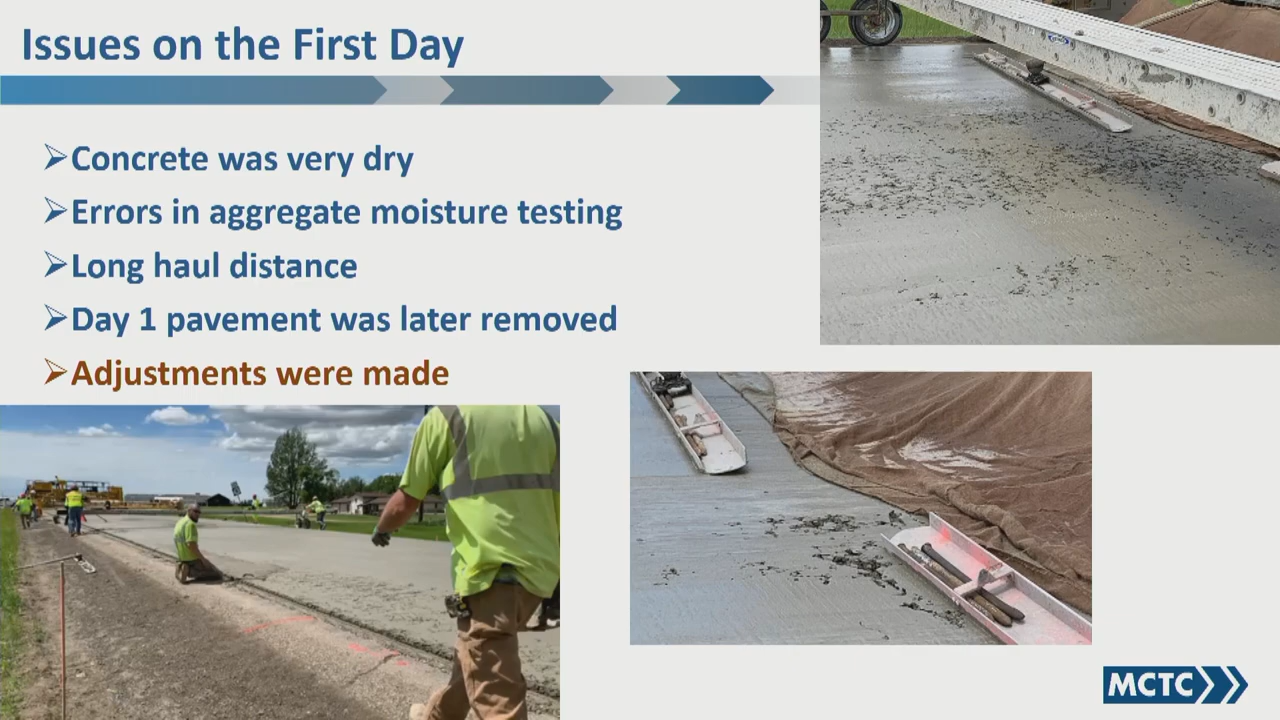 Issues on the First Day
Concrete was very dry
Errors in aggregate moisture testing
Long haul distance
Day 1 pavement was later removed
Adjustments were made
MCTC